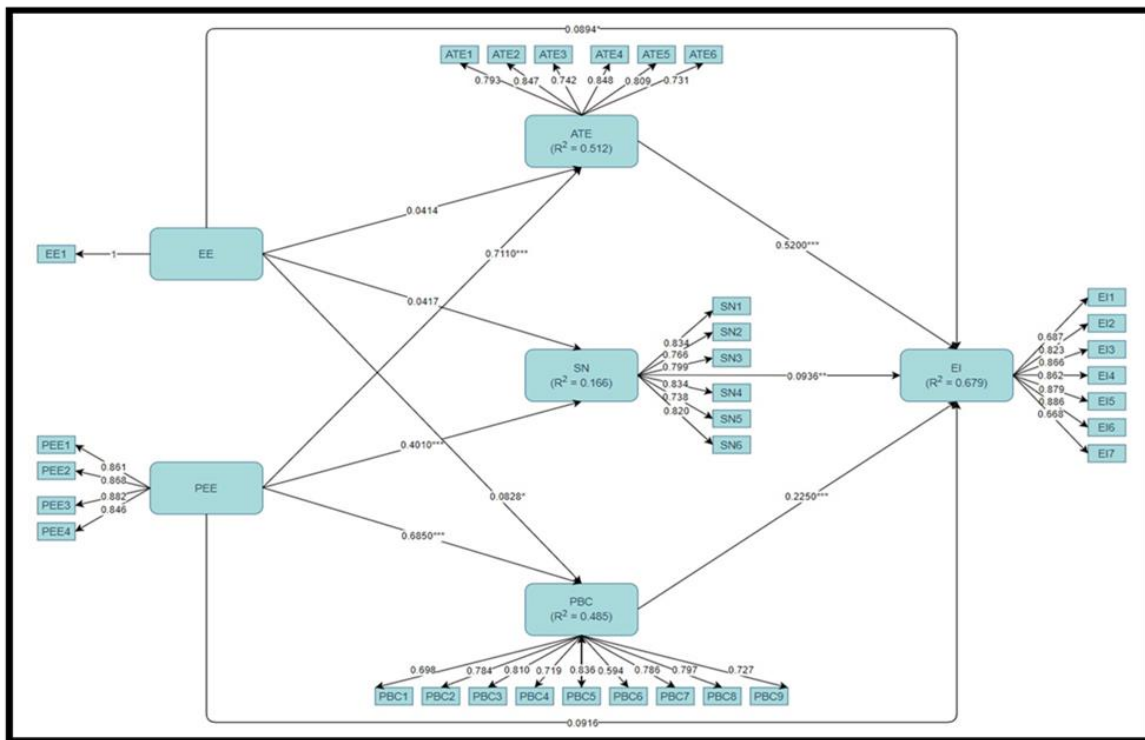 0.0894*
ATE1 ATE2 ATE3 ATE4 ATE5 ATE6
0.793 0.847 0.742 0.848 0.809 0.731
ATE
(R² = 0.512)
0.0414
EE1
1
EE
0.7110***
0.5200***
0.0417
SN1
SN2
SN3
SN4
SN5
SN6
0.834
0.766
0.799
0.834
0.738
0.820
SN
(R² = 0.166)
0.0936**
EI
(R² = 0.679)
EI1
EI2
EI3
EI4
EI5
EI6
EI7
0.687
0.823
0.866
0.862
0.879
0.886
0.668
PEE1
PEE2
PEE3
PEE4
0.861
0.868
0.882
0.846
PEE
0.4010***
0.0828*
0.6850***
0.2250***
PBC
(R² = 0.485)
0.698 0.784 0.810 0.719 0.836 0.594 0.786 0.797 0.727
PBC1 PBC2 PBC3 PBC4 PBC5 PBC6 PBC7 PBC8 PBC9
0.0916